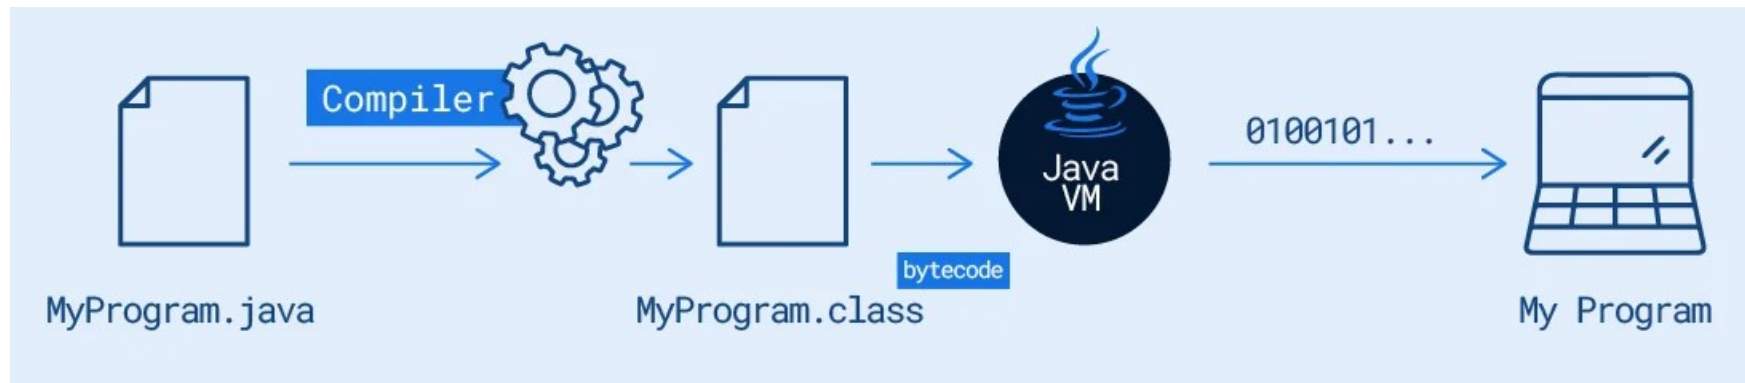 Compiler
0100101...
Java
VM
bytecode
MyProgram.java
MyProgram.class
My Program